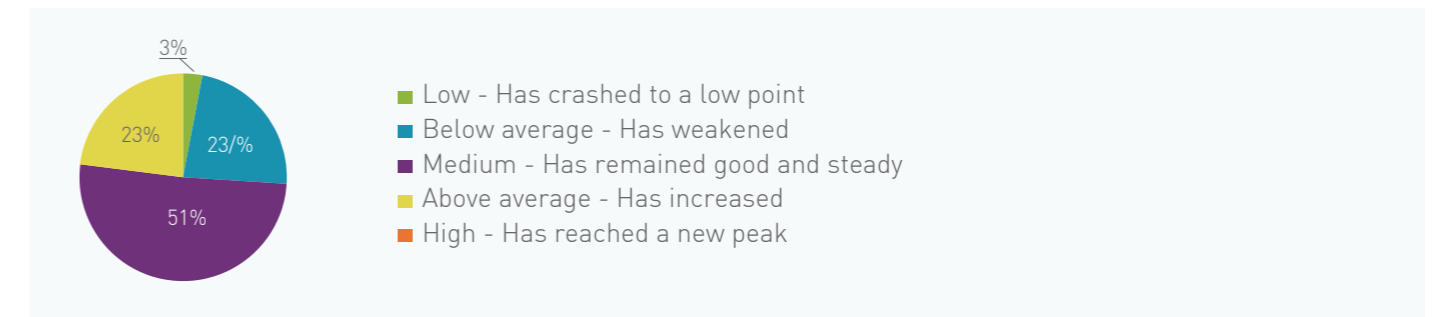 3%
23%
23/%
51%
Low - Has crashed to a low point
Below average - Has weakened
Medium - Has remained good and steady
Above average - Has increased
High - Has reached a new peak